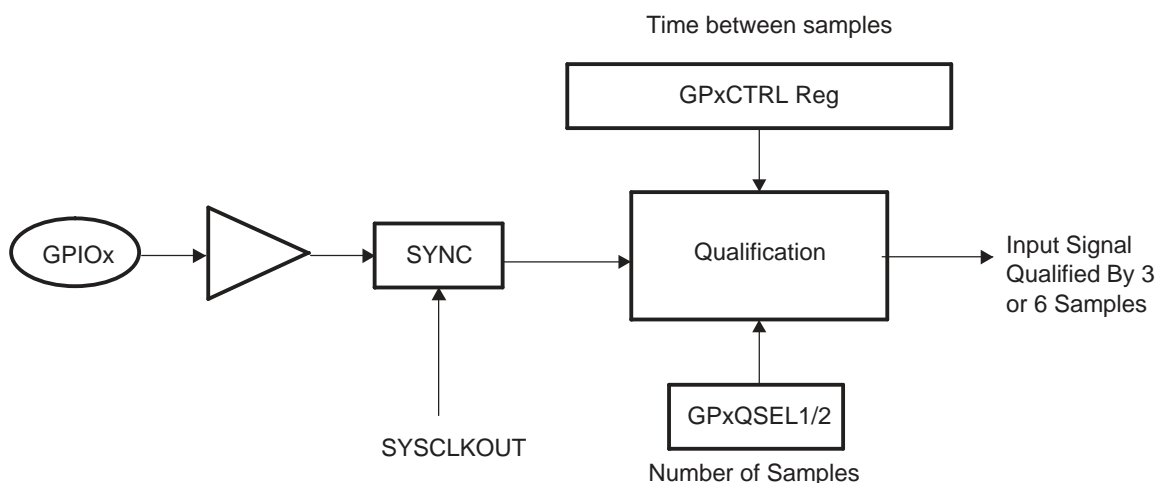 Time between samples
GPxCTRL Reg
GPIOx
SYNC
Qualification
Input Signal
Qualified By 3
or 6 Samples
GPxQSEL1/2
SYSCLKOUT
Number of Samples